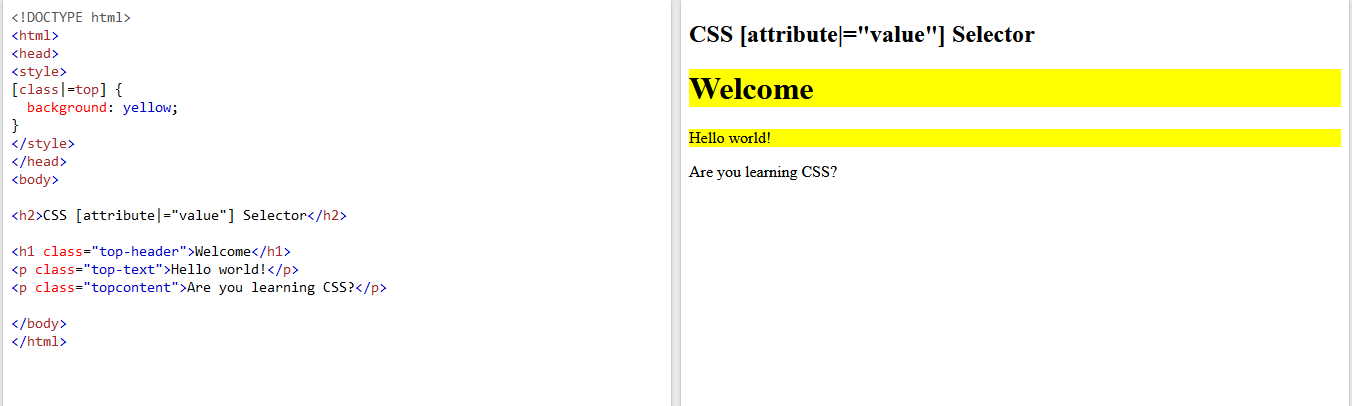 <!DOCTYPE html>
<html>
<head>
<style>
[class|=top] {
  background: yellow;
}
</style>
</head>
<body>

<h2>CSS [attribute|="value"] Selector</h2>

<h1 class="top-header">Welcome</h1>
<p class="top-text">Hello world!</p>
<p class="topcontent">Are you learning CSS?</p>

</body>
</html>
CSS [attribute|="value"] Selector
Welcome
Hello world!
Are you learning CSS?